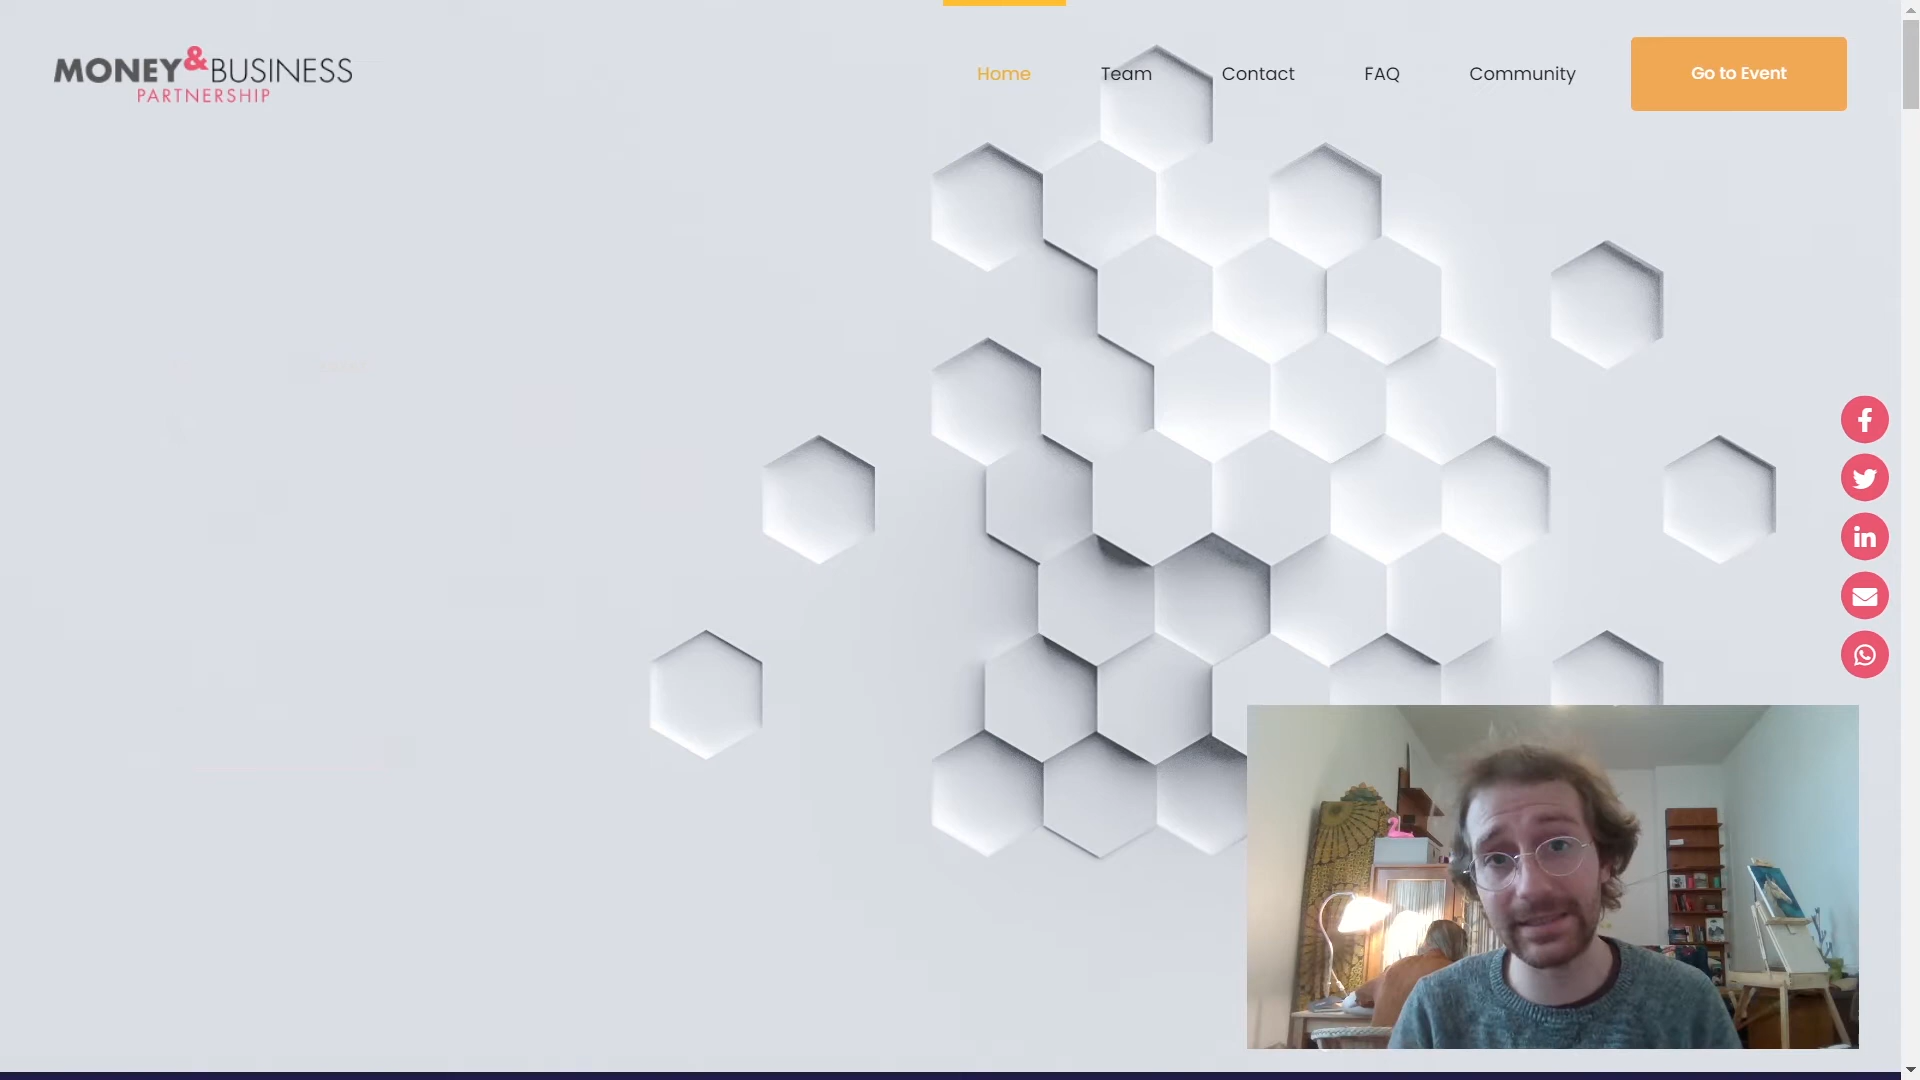 MONEY&BUSINESS
PARTNERSHIP
Home
Team
Contact
FAQ
Community
Go to Event